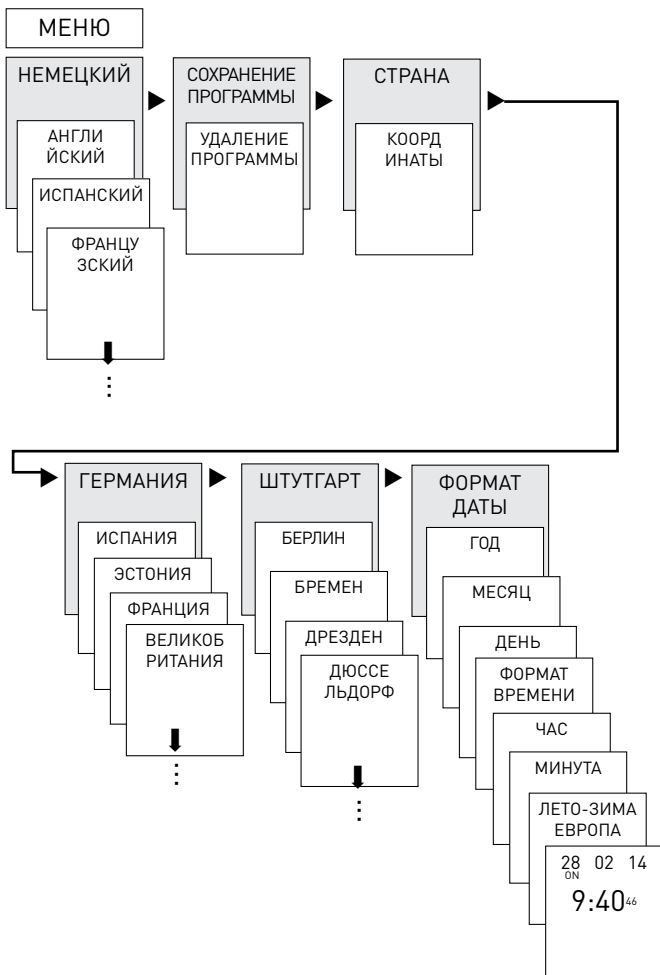 МЕНЮ
НЕМЕЦКИЙ
АНГЛИ
ЙСКИЙ
ИСПАНСКИЙ
ФРАНЦУ
ЗСКИЙ
СОХРАНЕНИЕ
ПРОГРАММЫ
УДАЛЕНИЕ
ПРОГРАММЫ
СТРАНА
КООРД
ИНАТЫ
ГЕРМАНИЯ
ИСПАНИЯ
ЭСТОНИЯ
ФРАНЦИЯ
ВЕЛИКОБ
РИТАНИЯ
ШТУТГАРТ
БЕРЛИН
БРЕМЕН
ДРЕЗДЕН
ДЮССЕ
ЛЬДОРФ
ФОРМАТ
ДАТЫ
ГОД
МЕСЯЦ
ДЕНЬ
ФОРМАТ
ВРЕМЕНИ
ЧАС
МИНУТА
ЛЕТО-ЗИМА
ЕВРОПА
28 02 14
ON
9:40 46